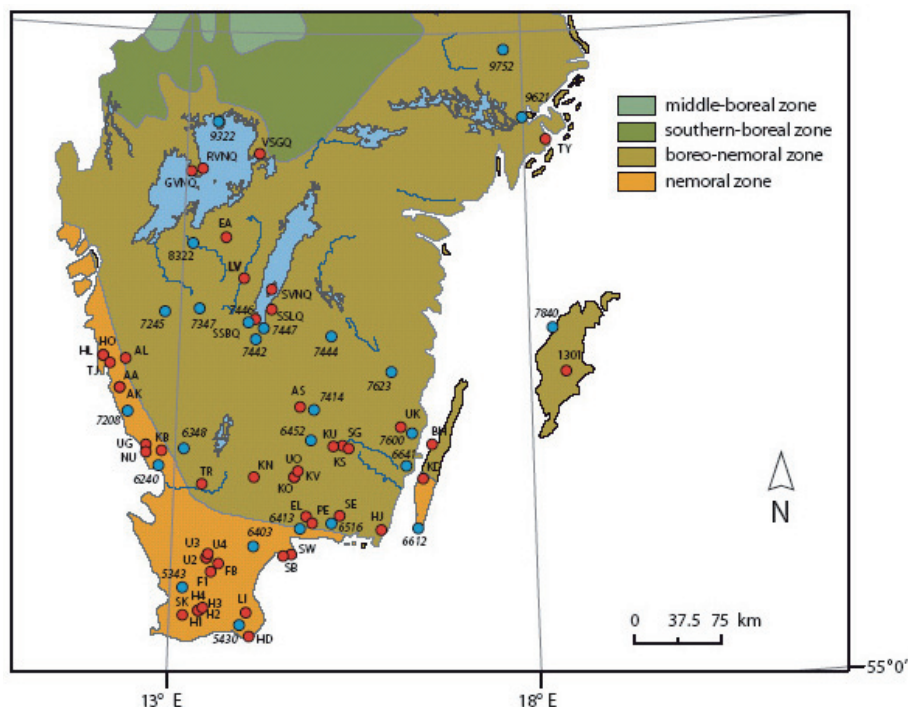 9752
9621
TY
middle-boreal zone
southern-boreal zone
boreo-nemoral zone
nemoral zone
9322
VSGQ
RVNQ
GVNQ
EA
8322
LV
SVNQ
7446
SSLQ
7245
7347
SSBQ
7447
7442
7444
7840
1301
HO
HL
AL
TJ
AA
AK
7208
7623
AS
7414
UK
6452
KU
SG
7600
BH
UG
KB
6348
NU
KS
6641
6240
TR
KN
UO
KV
KO
KD
EL
PE
SE
6413
6516
HJ
6612
N
U3
U4
6403
SW
U2
SB
5343
F1
FB
SK
H4
H3
H1
H2
LI
5430
HD
0 37.5 75 km
55° 0'
13° E
18° E